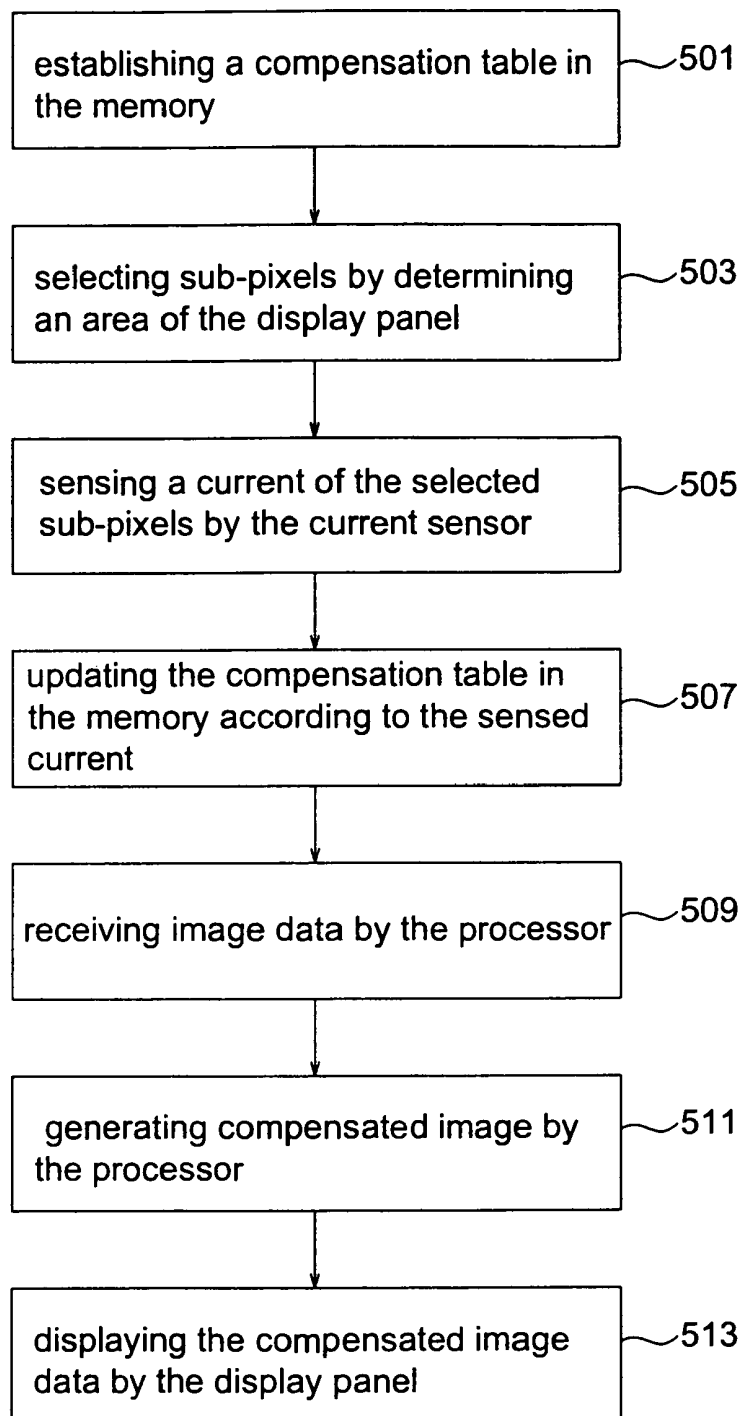 establishing a compensation table in
the memory
501
selecting sub-pixels by determining
an area of the display panel
503
sensing a current of the selected
sub-pixels by the current sensor
505
updating the compensation table in
the memory according to the sensed
current
507
receiving image data by the processor
509
generating compensated image by
the processor
511
displaying the compensated image
data by the display panel
513